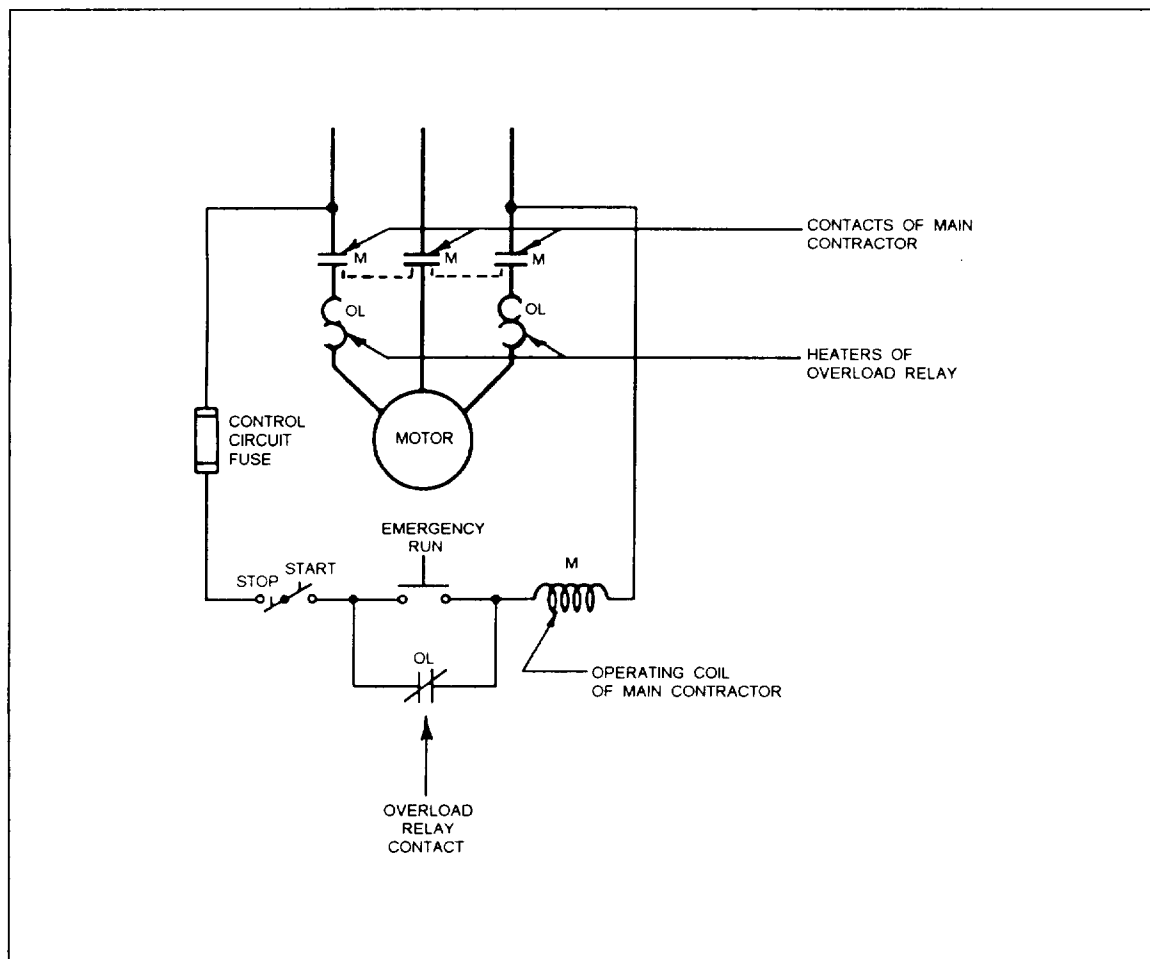 CONTACTS OF MAIN
CONTRACTOR
M
M
M
OL
OL
HEATERS OF
OVERLOAD RELAY
CONTROL
CIRCUIT
FUSE
MOTOR
EMERGENCY
RUN
STOP
START
M
OL
OPERATING COIL
OF MAIN CONTRACTOR
OVERLOAD
RELAY
CONTACT